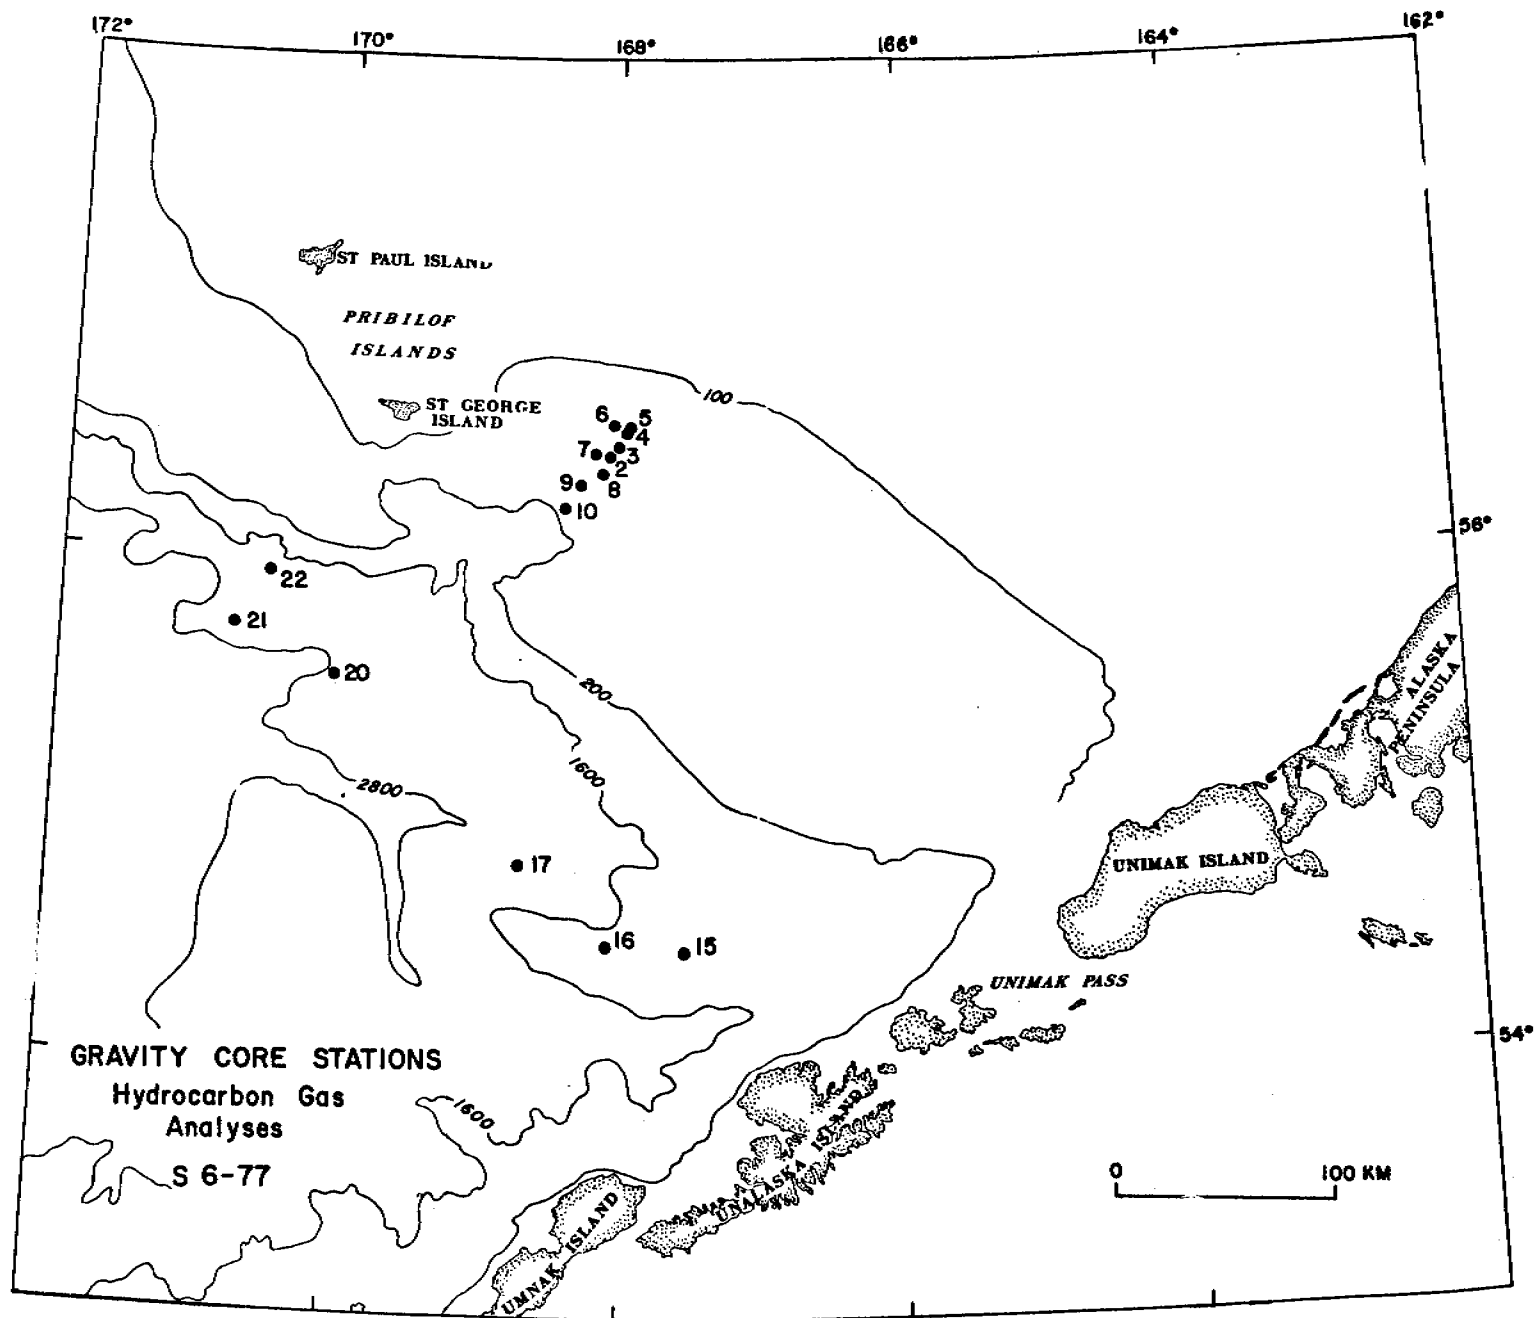 172°
170°
168°
166°
164°
162°
ST PAUL ISLAND
PRIBILOF
ISLANDS
100
ST GEORGE
ISLAND
6
5
4
7
3
2
9
8
10
56°
22
21
20
200
ALASKA
PENINSULA
1600
2800
17
UNIMAK ISLAND
16
15
UNIMAK PASS
54°
GRAVITY CORE STATIONS
Hydrocarbon Gas
Analyses
S 6-77
1600
UNALASKA ISLAND
0 100 KM
UMNAK ISLAND